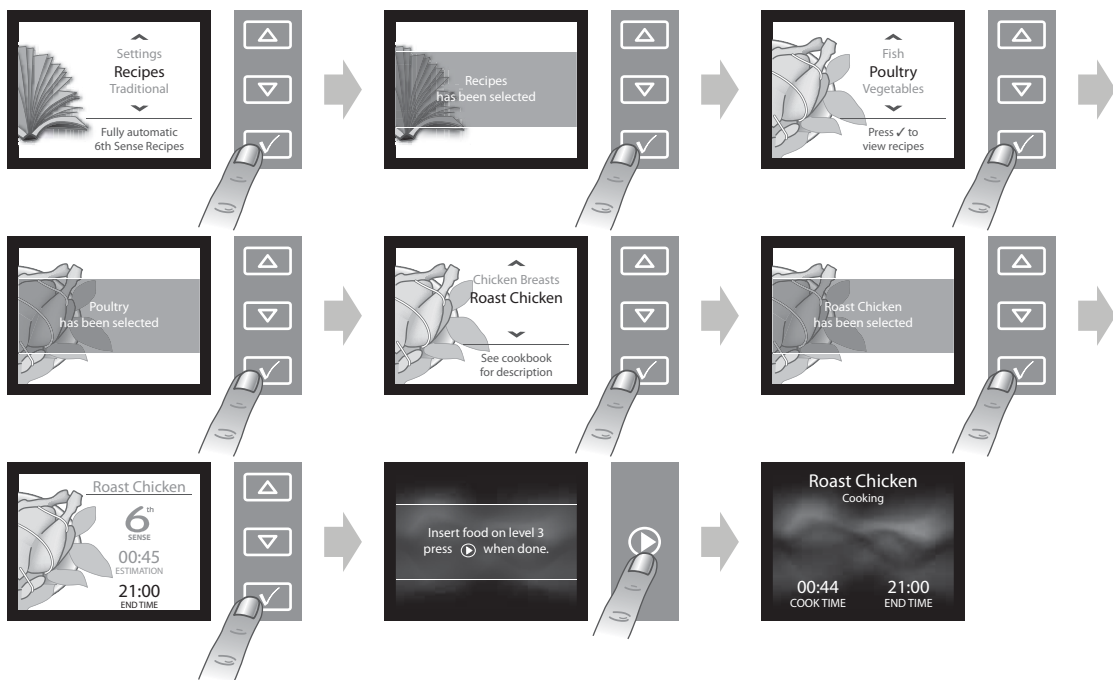 Settings
Recipes
Traditional
Fully automatic
6th Sense Recipes
Recipes
has been selected
Fish
Poultry
Vegetables
Press ✓ to
view recipes
Poultry
has been selected
Chicken Breasts
Roast Chicken
See cookbook
for description
Roast Chicken
has been selected
Roast Chicken
6th
SENSE
00:45
ESTIMATION
21:00
END TIME
Insert food on level 3
press when done.
Roast Chicken
Cooking
00:44 21:00
COOK TIME END TIME